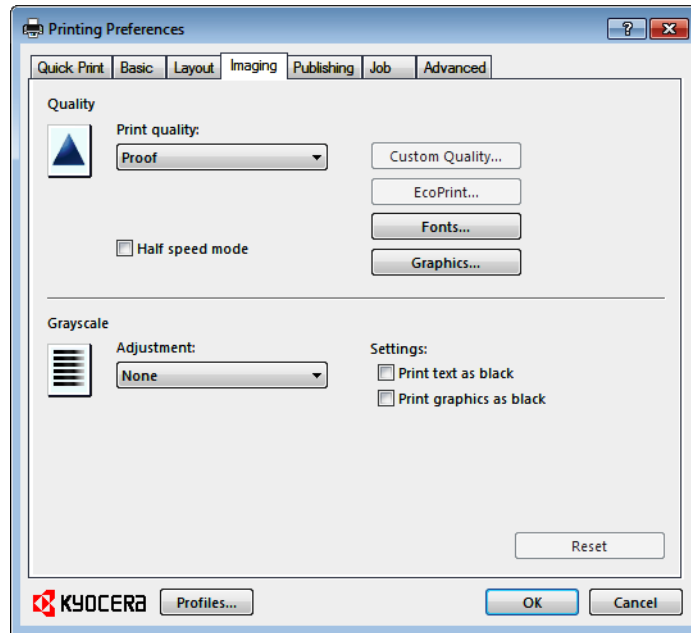 Printing Preferences
Quick Print Basic Layout Imaging Publishing Job Advanced
Quality
Print quality:
Proof
Custom Quality...
EcoPrint...
Half speed mode
Fonts...
Graphics...
Grayscale
Adjustment:
None
Settings:
Print text as black
Print graphics as black
Reset
KYOCERA Profiles... OK Cancel